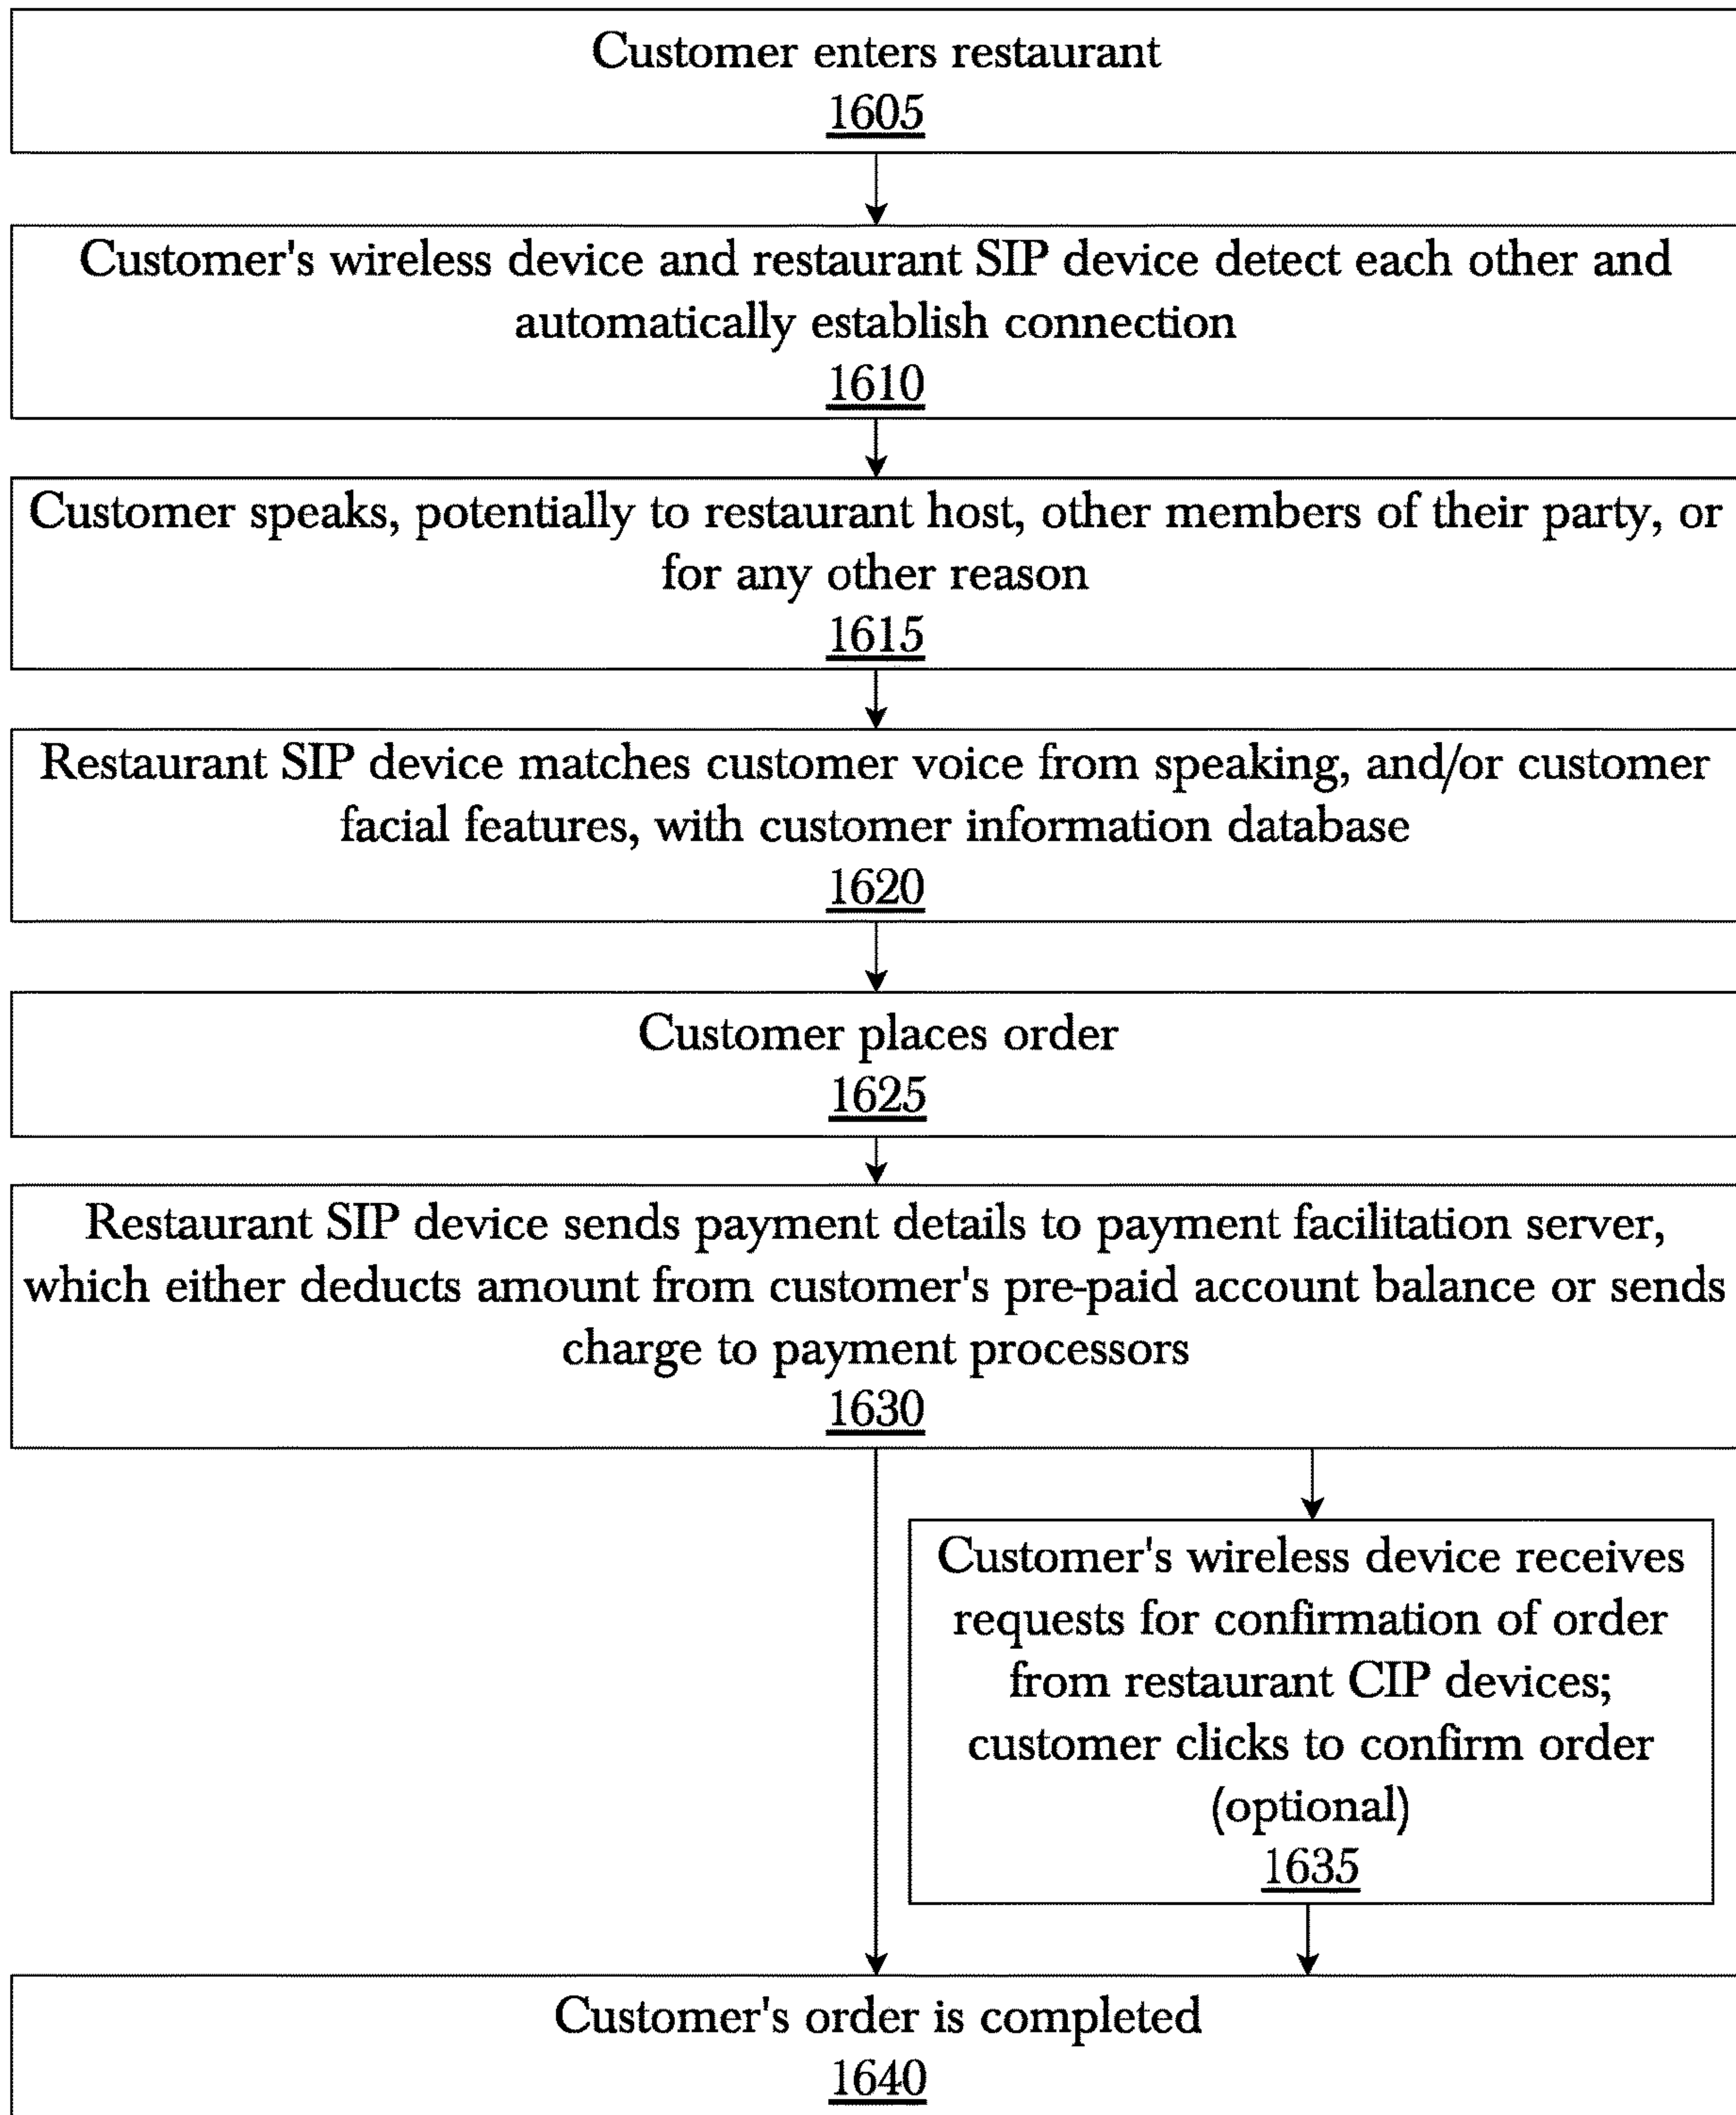 Customer enters restaurant
1605
Customer's wireless device and restaurant SIP device detect each other and
automatically establish connection
1610
Customer speaks, potentially to restaurant host, other members of their party, or
for any other reason
1615
Restaurant SIP device matches customer voice from speaking, and/or customer
facial features, with customer information database
1620
Customer places order
1625
Restaurant SIP device sends payment details to payment facilitation server,
which either deducts amount from customer's pre-paid account balance or sends
charge to payment processors
1630
Customer's wireless device receives
requests for confirmation of order
from restaurant CIP devices;
customer clicks to confirm order
(optional)
1635
Customer's order is completed
1640